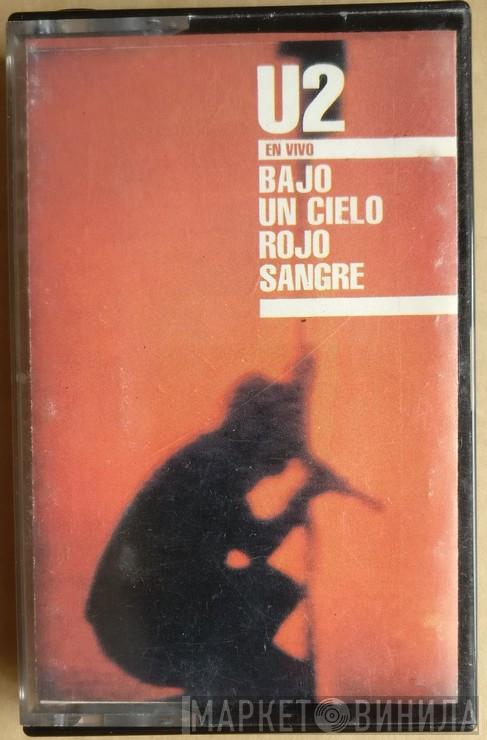 U2
EN VIVO
BAJO
UN CIELO
ROJO
SANGRE
МАРКЕТ ВИНИЛА